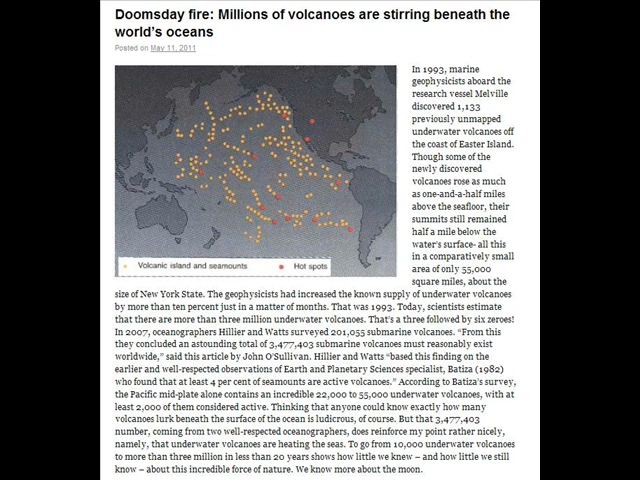 Doomsday fire: Millions of volcanoes are stirring beneath the
world's oceans
Posted on May 11, 2011
In 1993, marine
geophysicists aboard the
research vessel Melville
discovered 1,133
previously unmapped
underwater volcanoes off
the coast of Easter Island.
Though some of the
newly discovered
volcanoes rose as much
as one-and-a-half miles
above the seafloor, their
summits still remained
half a mile below the
water's surface- all this
in a comparatively small
area of only 55,000
square miles, about the
Volcanic island and seamounts
Hot spots
size of New York State. The geophysicists had increased the known supply of underwater volcanoes
by more than ten percent just in a matter of months. That was 1993. Today, scientists estimate
that there are more than three million underwater volcanoes. That's a three followed by six zeroes!
In 2007, oceanographers Hillier and Watts surveyed 201,055 submarine volcanoes. "From this
they concluded an astounding total of 3,477,403 submarine volcanoes must reasonably exist
worldwide," said this article by John O'Sullivan. Hillier and Watts "based this finding on the
earlier and well-respected observations of Earth and Planetary Sciences specialist, Batiza (1982)
who found that at least 4 per cent of seamounts are active volcanoes." According to Batiza's survey,
the Pacific mid-plate alone contains an incredible 22,000 to 55,000 underwater volcanoes, with at
least 2,000 of them considered active. Thinking that anyone could know exactly how many
volcanoes lurk beneath the surface of the ocean is ludicrous, of course. But that 3,477,403
number, coming from two well-respected oceanographers, does reinforce my point rather nicely,
namely, that underwater volcanoes are heating the seas. To go from 10,000 underwater volcanoes
to more than three million in less than 20 years shows how little we knew – and how little we still
know – about this incredible force of nature. We know more about the moon.